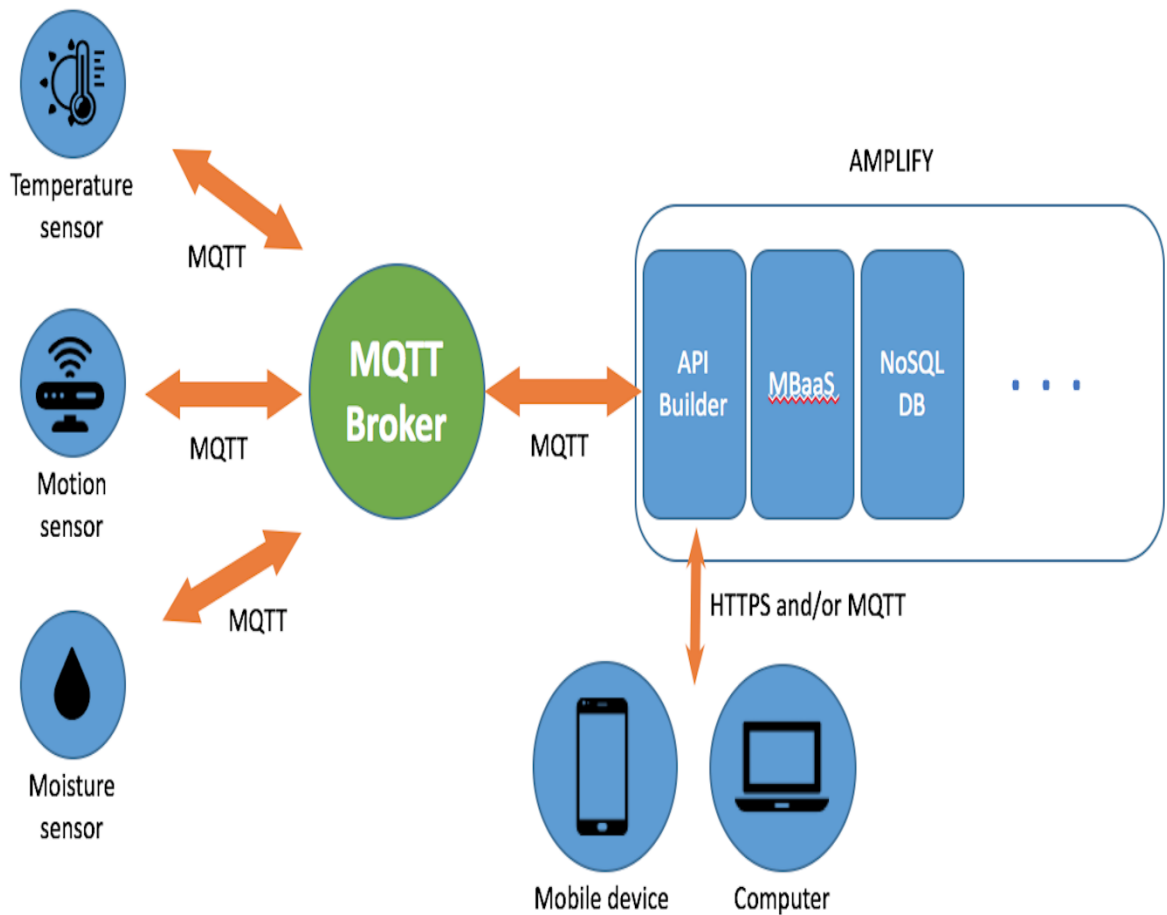 Temperature
sensor
MQTT
Motion
sensor
MQTT
Moisture
sensor
MQTT
MQTT
Broker
MQTT
AMPLIFY
API
Builder
MBaaS
NoSQL
DB
HTTPS and/or MQTT
Mobile device
Computer